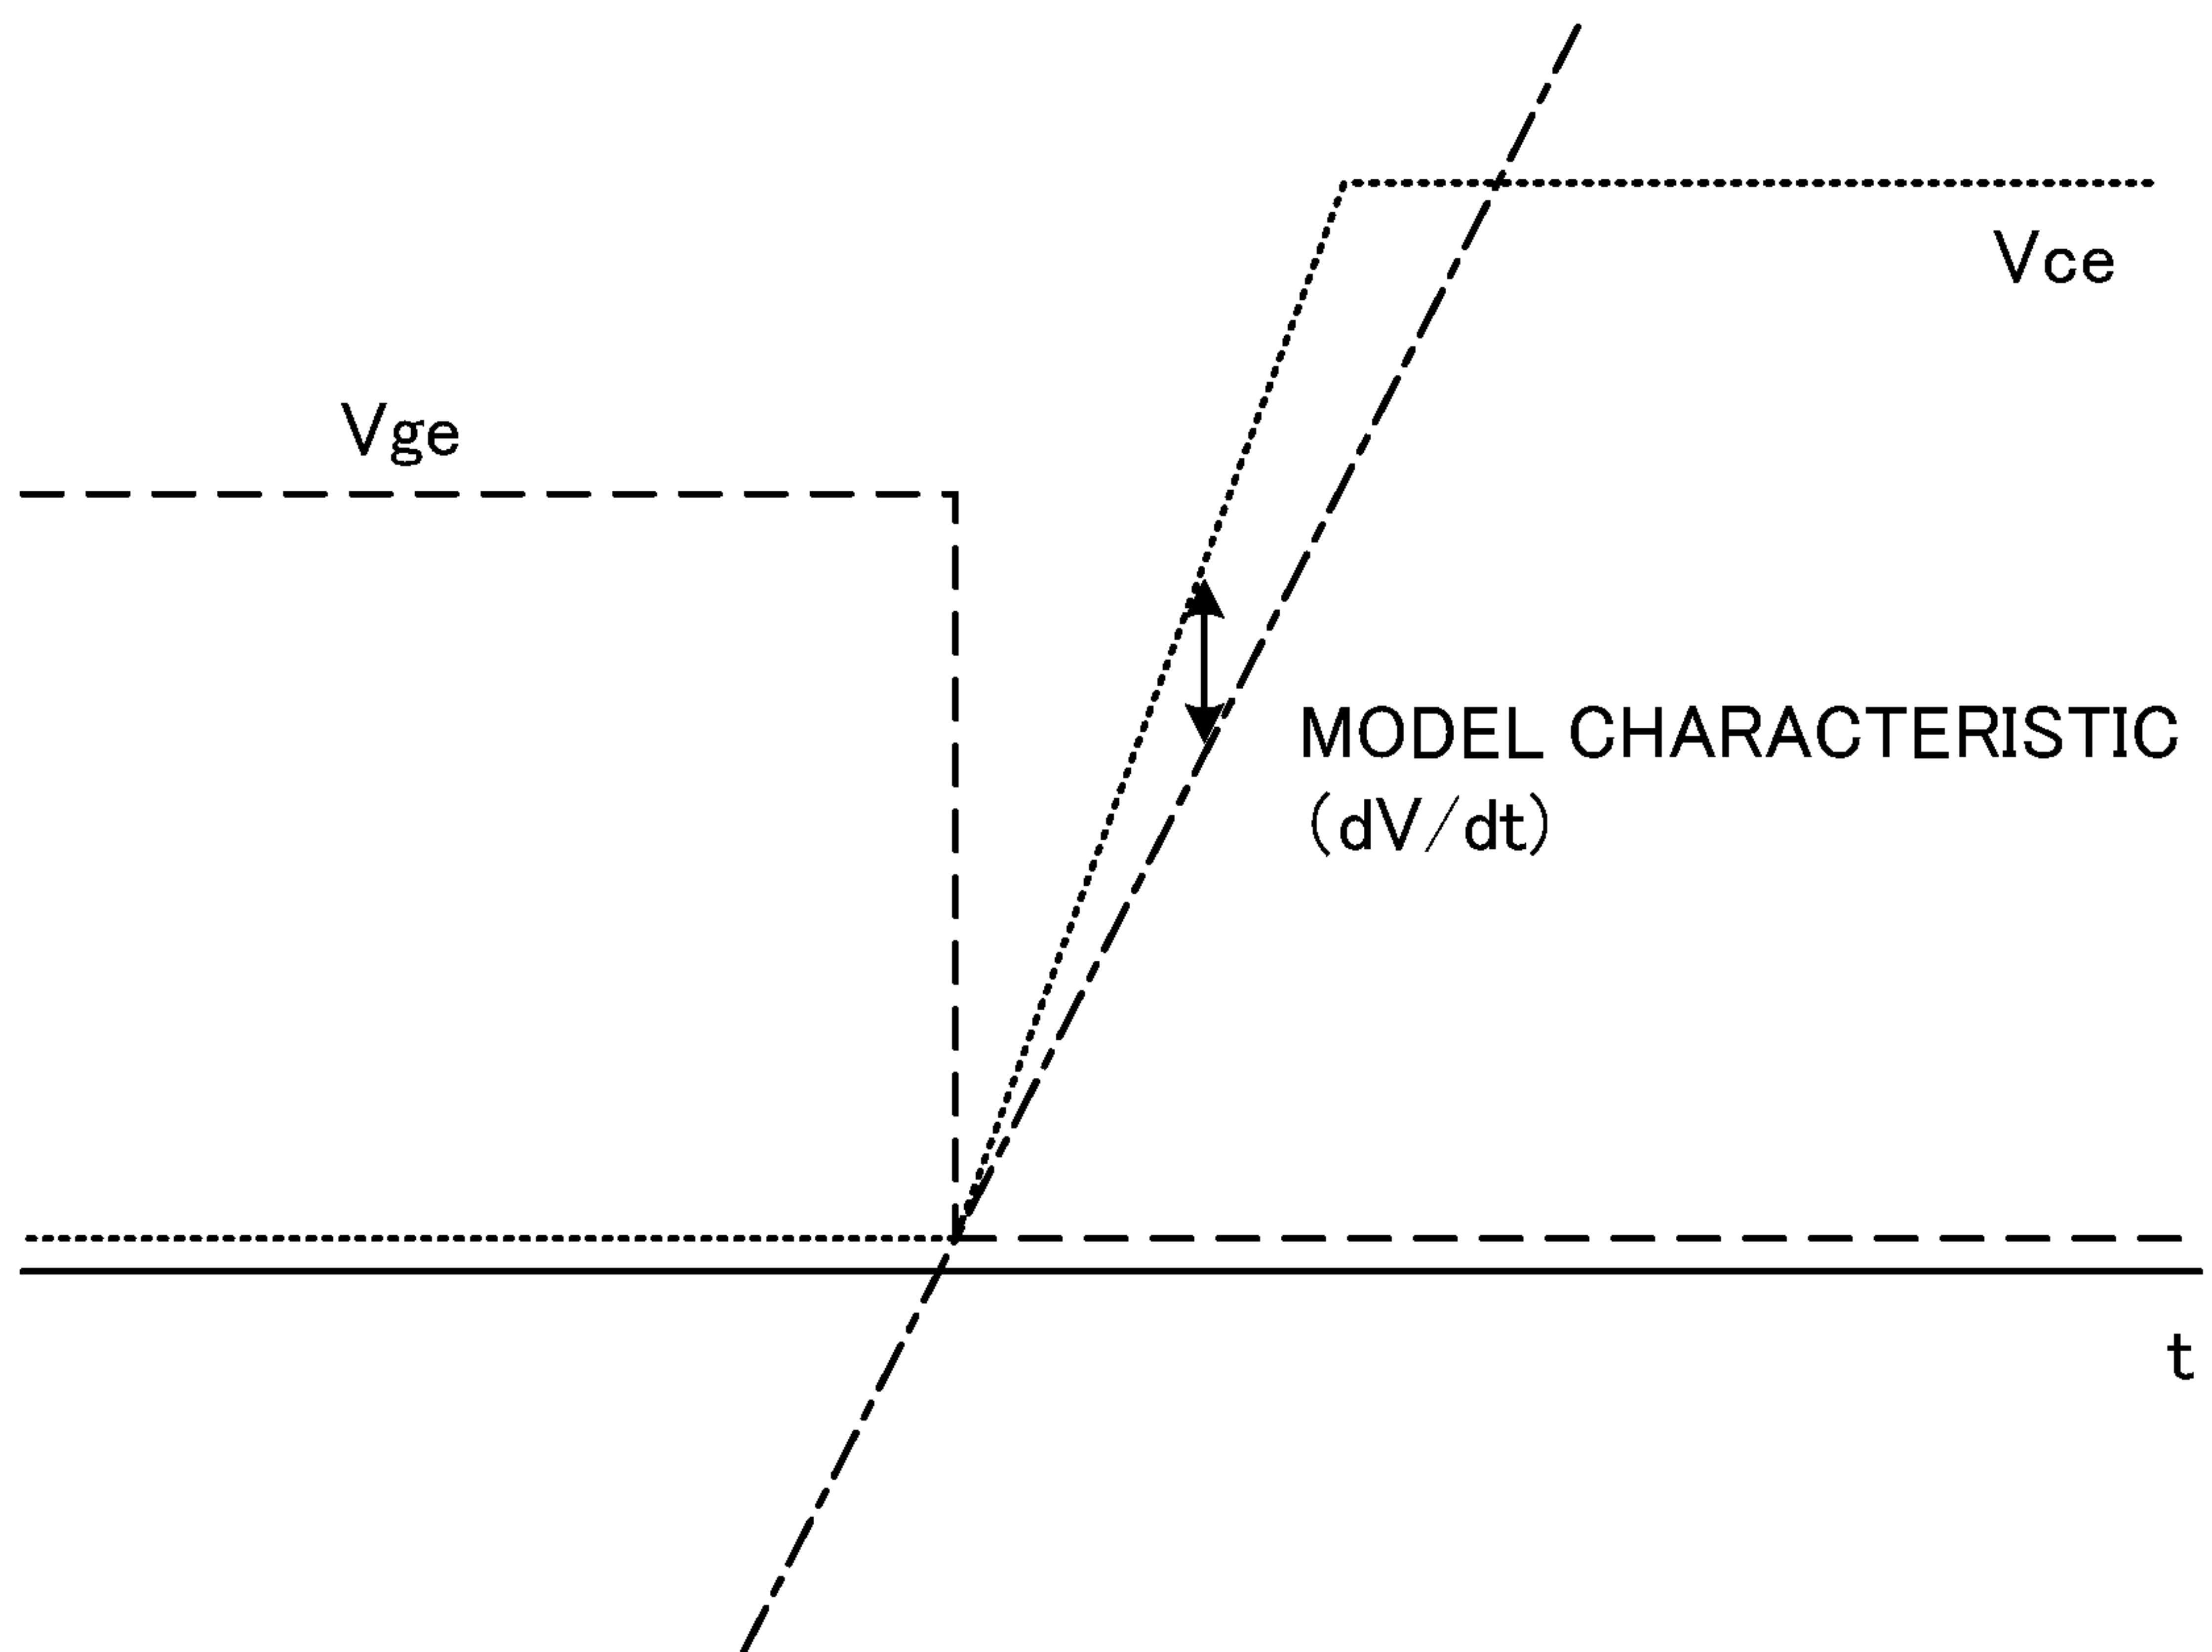 Vce
Vge
MODEL CHARACTERISTIC
(dV/dt)
t